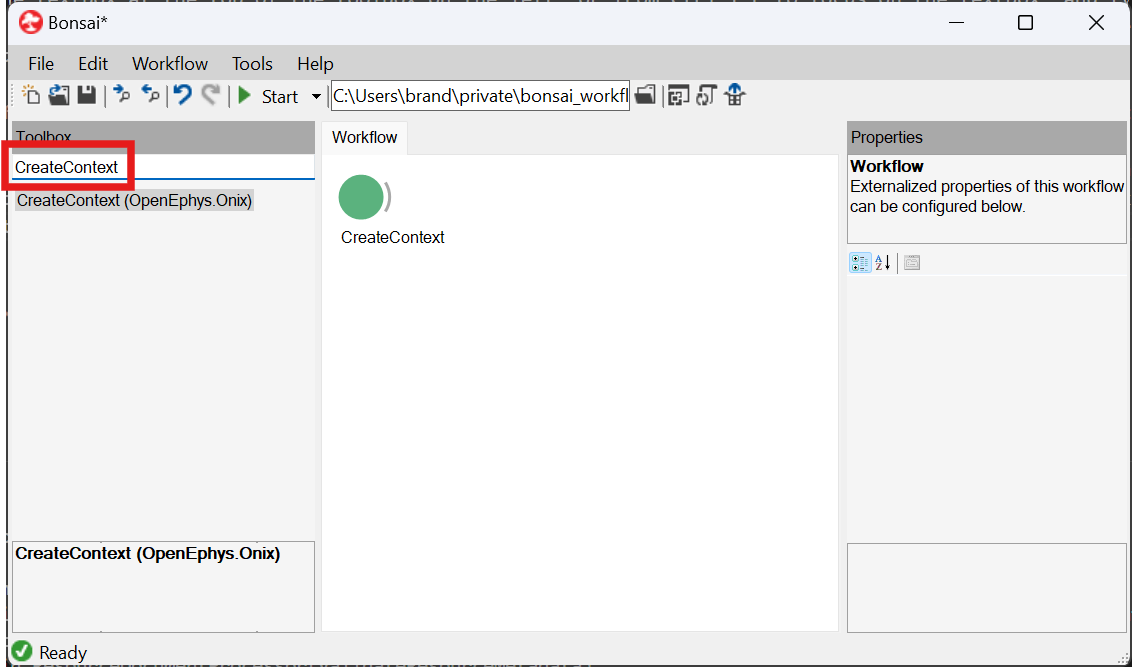 Bonsai*
File Edit Workflow Tools Help
Start C:\Users\brand\private\bonsai_workfl
Toolbox
CreateContext
CreateContext (OpenEphys.Onix)
CreateContext (OpenEphys.Onix)
Workflow
CreateContext
Properties
Workflow
Externalized properties of this workflow
can be configured below.
Ready